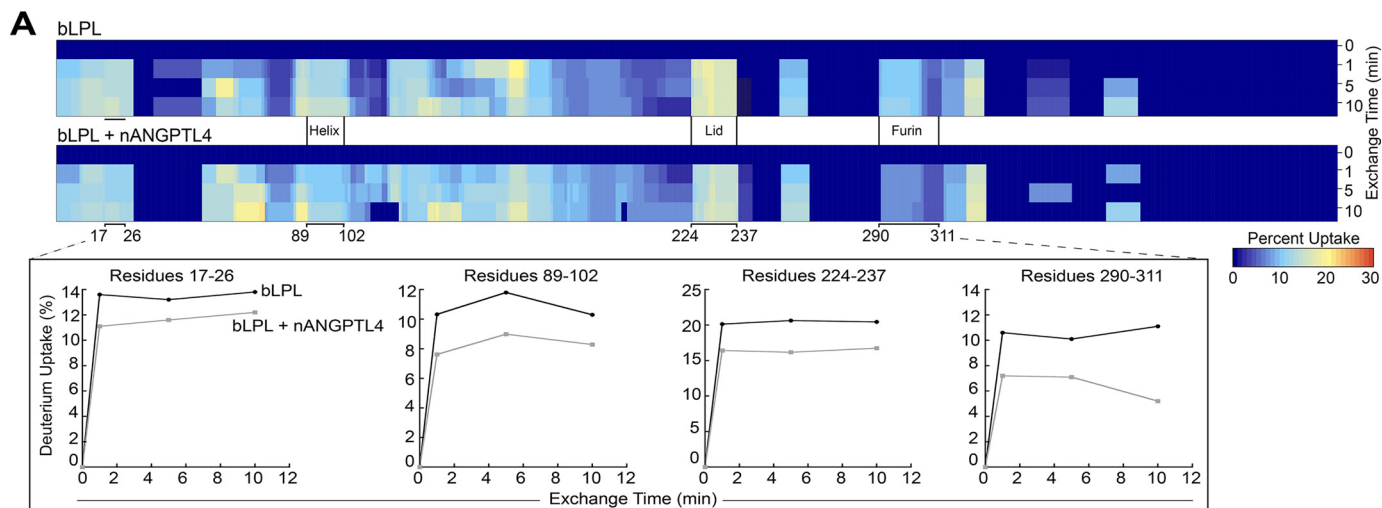 A
bLPL
0
1
5
10
Exchange Time (min)
bLPL + nANGPTL4
Helix
Lid
Furin
0
1
5
10
17 26 89 102 224 237 290 311
Percent Uptake
0 10 20 30
Residues 17-26
14
12
10
8
6
4
2
0
0 2 4 6 8 10 12
Deuterium Uptake (%)
bLPL
bLPL + nANGPTL4
Residues 89-102
12
10
8
6
4
2
0
0 2 4 6 8 10 12
Residues 224-237
25
20
15
10
5
0
0 2 4 6 8 10 12
Residues 290-311
14
12
10
8
6
4
2
0
0 2 4 6 8 10 12
Exchange Time (min)